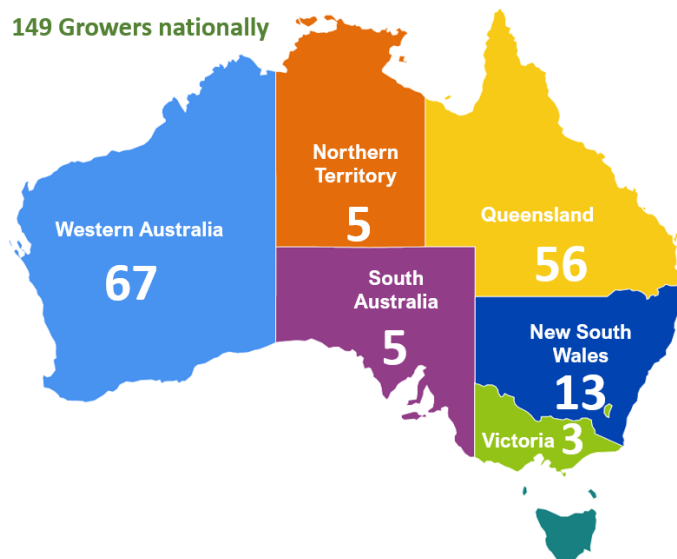 149 Growers nationally
Northern
Territory
5
Queensland
56
Western Australia
67
South
Australia
5
New South
Wales
13
Victoria 3